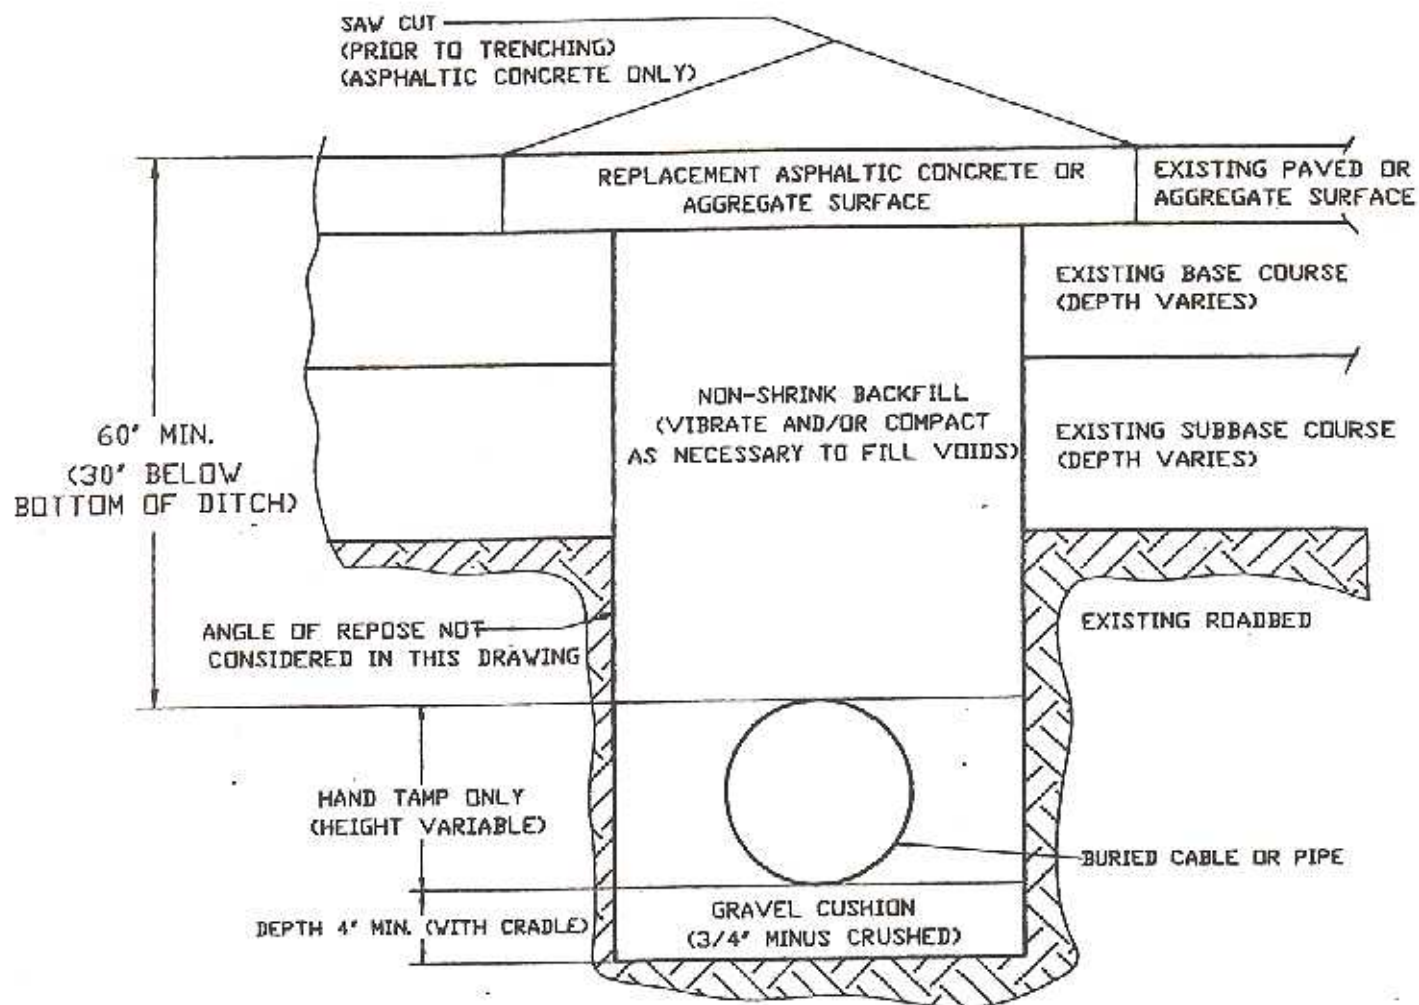 SAW CUT
(PRIOR TO TRENCHING)
(ASPHALTIC CONCRETE ONLY)
REPLACEMENT ASPHALTIC CONCRETE OR
AGGREGATE SURFACE
EXISTING PAVED OR
AGGREGATE SURFACE
EXISTING BASE COURSE
(DEPTH VARIES)
NON-SHRINK BACKFILL
(VIBRATE AND/OR COMPACT
AS NECESSARY TO FILL VOIDS)
EXISTING SUBBASE COURSE
(DEPTH VARIES)
60" MIN.
(30" BELOW
BOTTOM OF DITCH)
ANGLE OF REPOSE NOT
CONSIDERED IN THIS DRAWING
EXISTING ROADBED
HAND TAMP ONLY
(HEIGHT VARIABLE)
BURIED CABLE OR PIPE
DEPTH 4" MIN. (WITH CRADLE)
GRAVEL CUSHION
(3/4" MINUS CRUSHED)